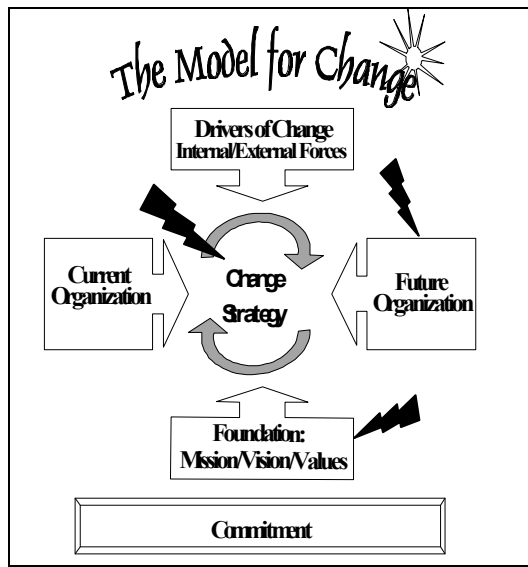 The Model for Change
Drivers of Change
Internal/External Forces
Current
Organization
Change
Strategy
Future
Organization
Foundation:
Mission/Vision/Values
Commitment